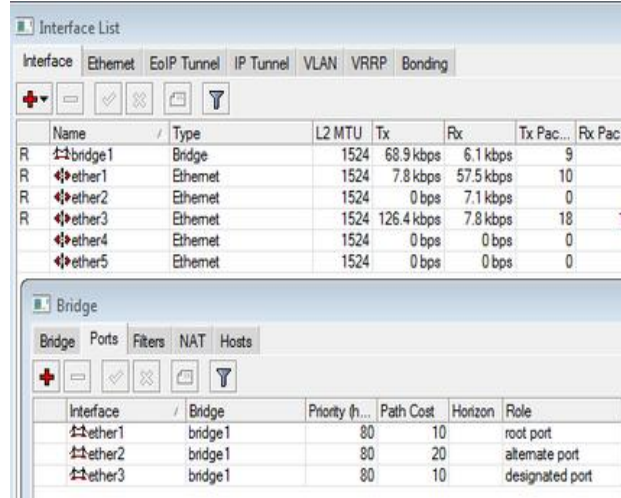 Interface List
Interface Ethernet EoIP Tunnel IP Tunnel VLAN VRRP Bonding
Name / Type L2 MTU Tx Rx Tx Pac... Rx Pac
R bridge1 Bridge 1524 68.9 kbps 6.1 kbps 9
R ether1 Ethernet 1524 7.8 kbps 57.5 kbps 10
R ether2 Ethernet 1524 0 bps 7.1 kbps 0
R ether3 Ethernet 1524 126.4 kbps 7.8 kbps 18
ether4 Ethernet 1524 0 bps 0 bps 0
ether5 Ethernet 1524 0 bps 0 bps 0
Bridge
Bridge Ports Filters NAT Hosts
Interface / Bridge Priority (h... Path Cost Horizon Role
ether1 bridge1 80 10 root port
ether2 bridge1 80 20 alternate port
ether3 bridge1 80 10 designated port